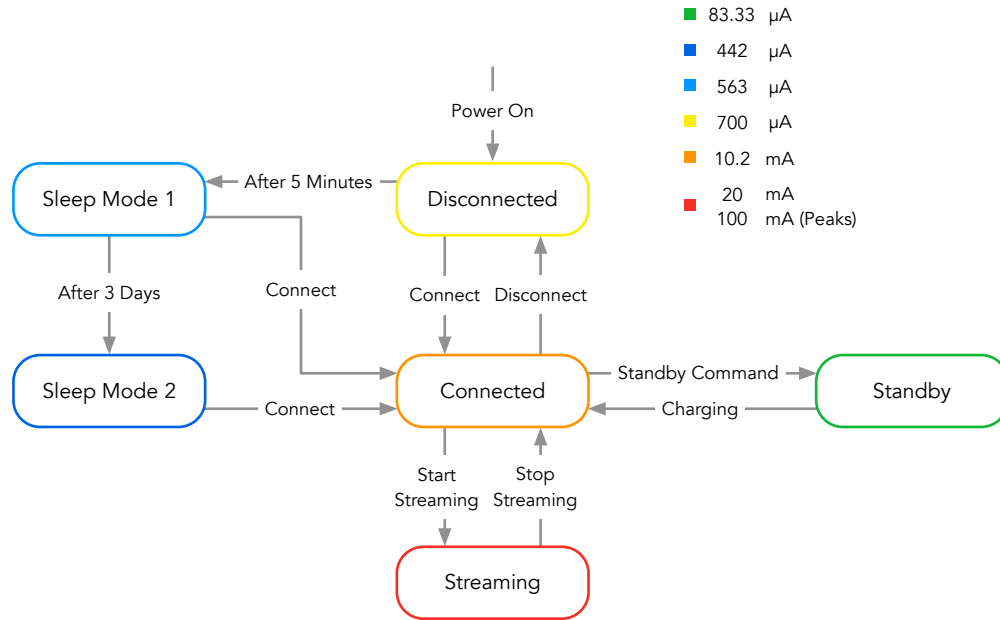 83.33 µA
442 µA
563 µA
700 µA
10.2 mA
20 mA
100 mA (Peaks)
Power On
Sleep Mode 1
After 5 Minutes
Disconnected
After 3 Days
Connect
Connect
Disconnect
Sleep Mode 2
Connect
Connected
Standby Command
Charging
Standby
Start
Streaming
Stop
Streaming
Streaming